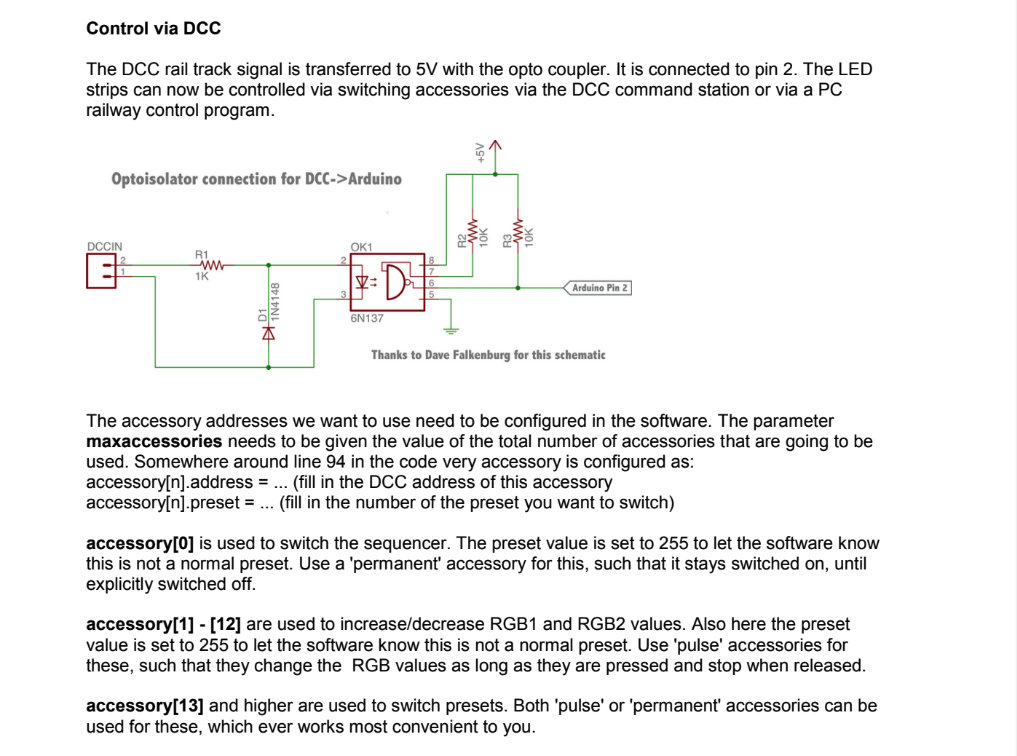 Control via DCC
The DCC rail track signal is transferred to 5V with the opto coupler. It is connected to pin 2. The LED
strips can now be controlled via switching accessories via the DCC command station or via a PC
railway control program.
+5V
Optoisolator connection for DCC->Arduino
R2
10K
R3
10K
DCCIN
2
1
R1
1K
D1
1N4148
OK1
2
3
8
7
6
5
6N137
Arduino Pin 2
Thanks to Dave Falkenburg for this schematic
The accessory addresses we want to use need to be configured in the software. The parameter
maxaccessories needs to be given the value of the total number of accessories that are going to be
used. Somewhere around line 94 in the code very accessory is configured as:
accessory[n].address = ... (fill in the DCC address of this accessory
accessory[n].preset = ... (fill in the number of the preset you want to switch)
accessory[0] is used to switch the sequencer. The preset value is set to 255 to let the software know
this is not a normal preset. Use a 'permanent' accessory for this, such that it stays switched on, until
explicitly switched off.
accessory[1] - [12] are used to increase/decrease RGB1 and RGB2 values. Also here the preset
value is set to 255 to let the software know this is not a normal preset. Use 'pulse' accessories for
these, such that they change the  RGB values as long as they are pressed and stop when released.
accessory[13] and higher are used to switch presets. Both 'pulse' or 'permanent' accessories can be
used for these, which ever works most convenient to you.